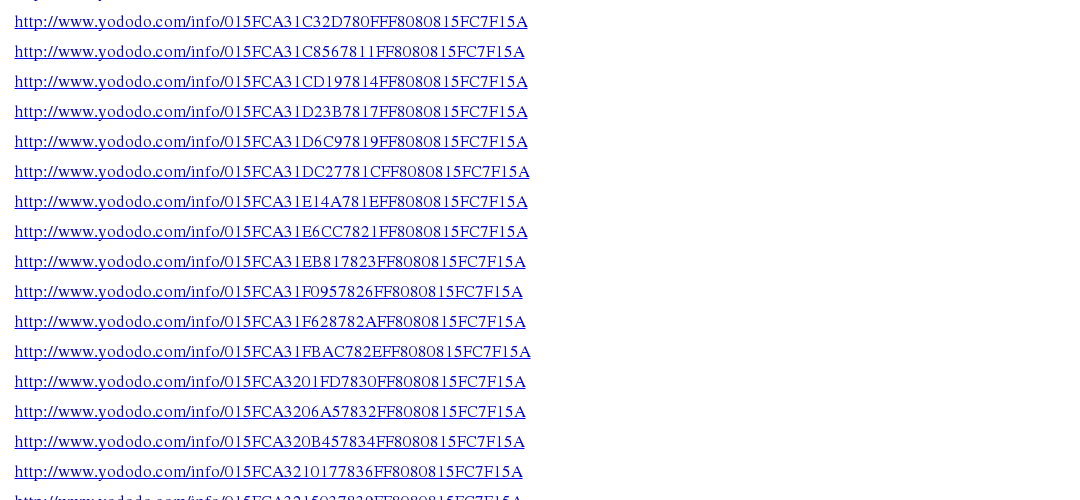 http://www.yododo.com/info/015FCA31C32D780FFF8080815FC7F15A
http://www.yododo.com/info/015FCA31C8567811FF8080815FC7F15A
http://www.yododo.com/info/015FCA31CD197814FF8080815FC7F15A
http://www.yododo.com/info/015FCA31D23B7817FF8080815FC7F15A
http://www.yododo.com/info/015FCA31D6C97819FF8080815FC7F15A
http://www.yododo.com/info/015FCA31DC27781CFF8080815FC7F15A
http://www.yododo.com/info/015FCA31E14A781EFF8080815FC7F15A
http://www.yododo.com/info/015FCA31E6CC7821FF8080815FC7F15A
http://www.yododo.com/info/015FCA31EB817823FF8080815FC7F15A
http://www.yododo.com/info/015FCA31F0957826FF8080815FC7F15A
http://www.yododo.com/info/015FCA31F628782AFF8080815FC7F15A
http://www.yododo.com/info/015FCA31FBAC782EFF8080815FC7F15A
http://www.yododo.com/info/015FCA3201FD7830FF8080815FC7F15A
http://www.yododo.com/info/015FCA3206A57832FF8080815FC7F15A
http://www.yododo.com/info/015FCA320B457834FF8080815FC7F15A
http://www.yododo.com/info/015FCA3210177836FF8080815FC7F15A